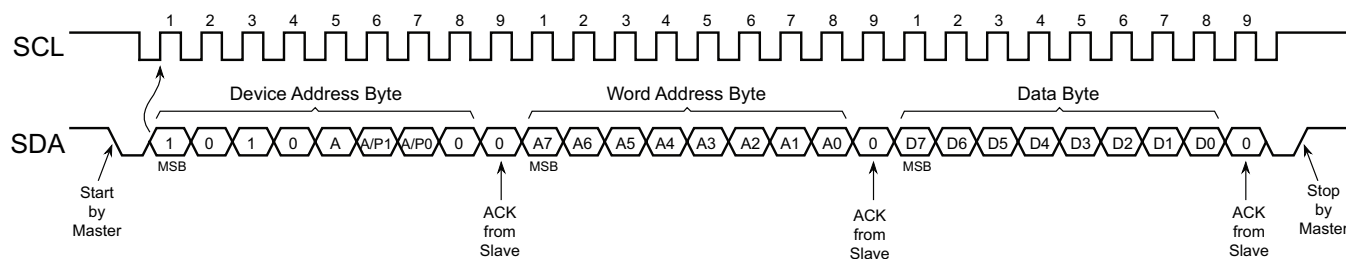 1 2 3 4 5 6 7 8 9 1 2 3 4 5 6 7 8 9 1 2 3 4 5 6 7 8 9
SCL
Device Address Byte Word Address Byte Data Byte
SDA 1 0 1 0 A A/P1 A/P0 0 0 A7 A6 A5 A4 A3 A2 A1 A0 0 D7 D6 D5 D4 D3 D2 D1 D0 0
MSB MSB MSB
Start
by
Master
ACK
from
Slave
ACK
from
Slave
ACK
from
Slave
Stop
by
Master